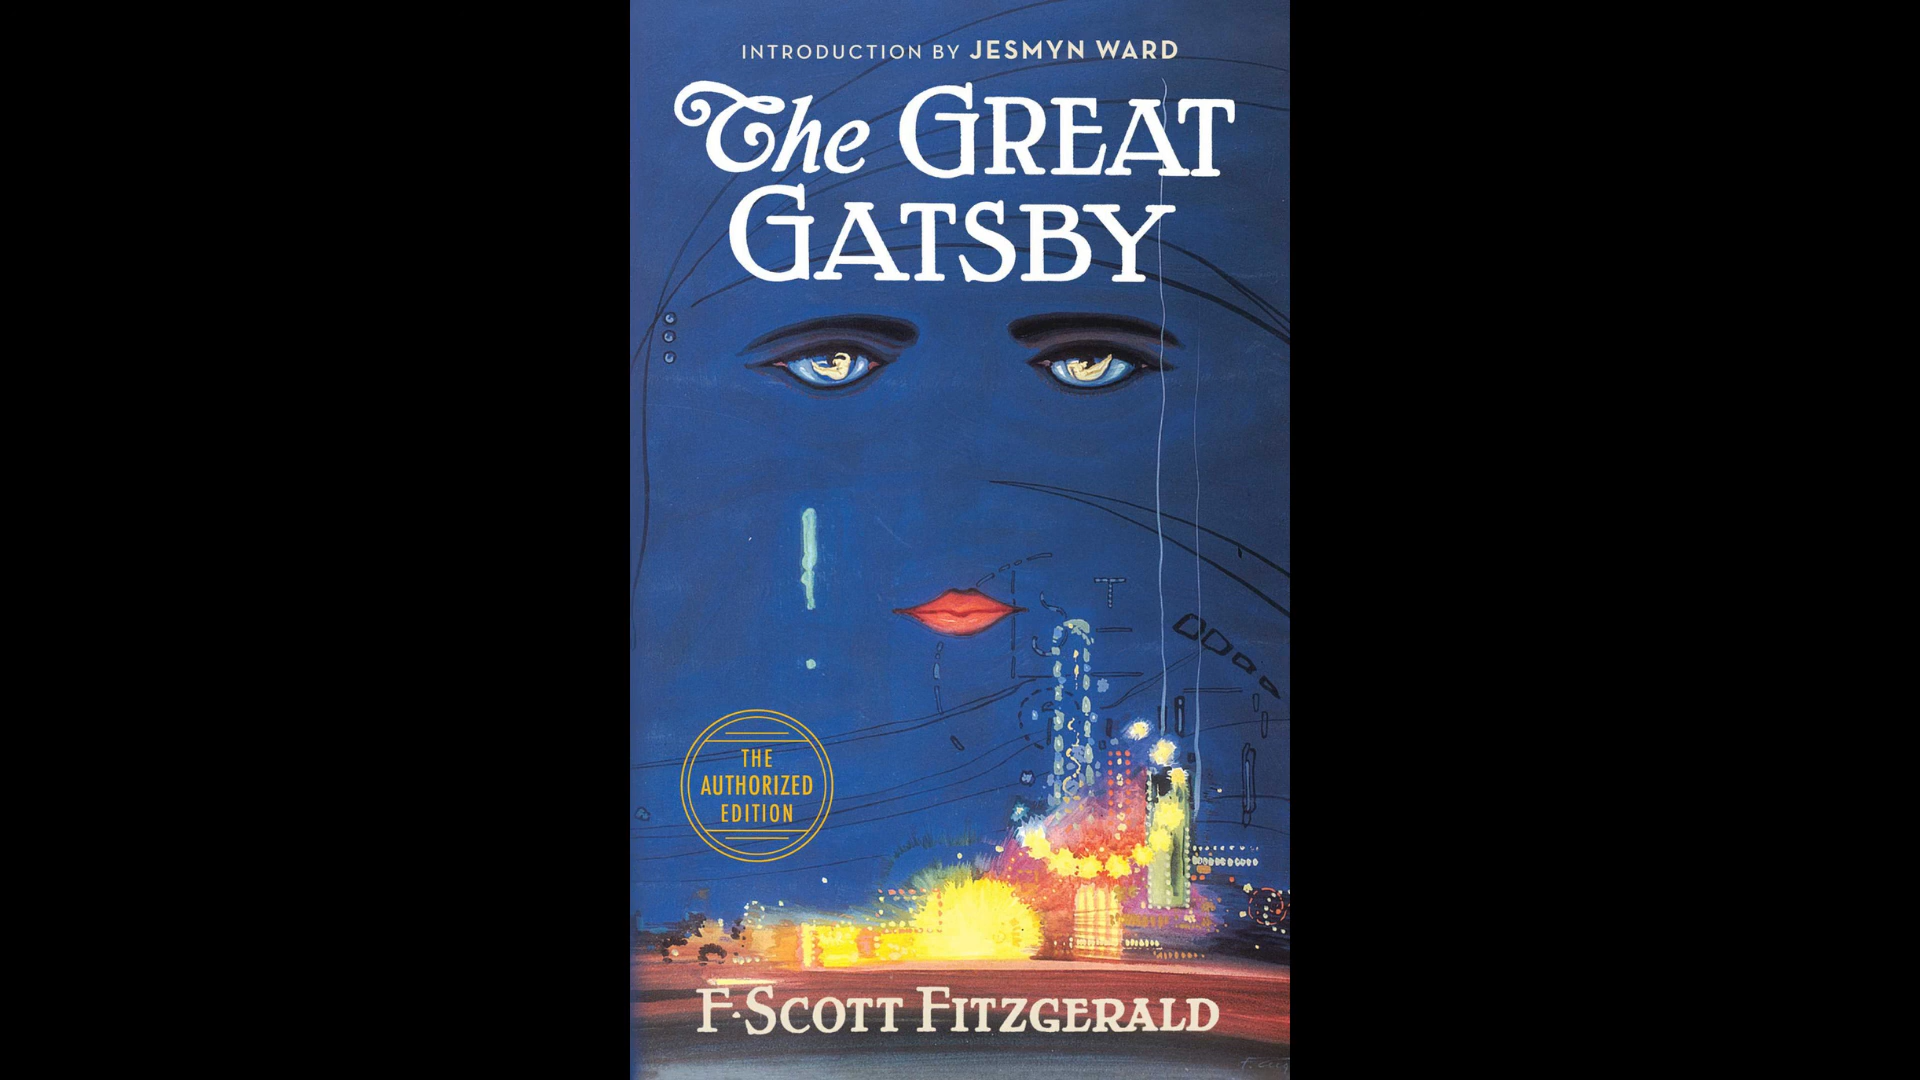 INTRODUCTION BY JESMYN WARD
The GREAT
GATSBY
THE
AUTHORIZED
EDITION
F·SCOTT FITZGERALD